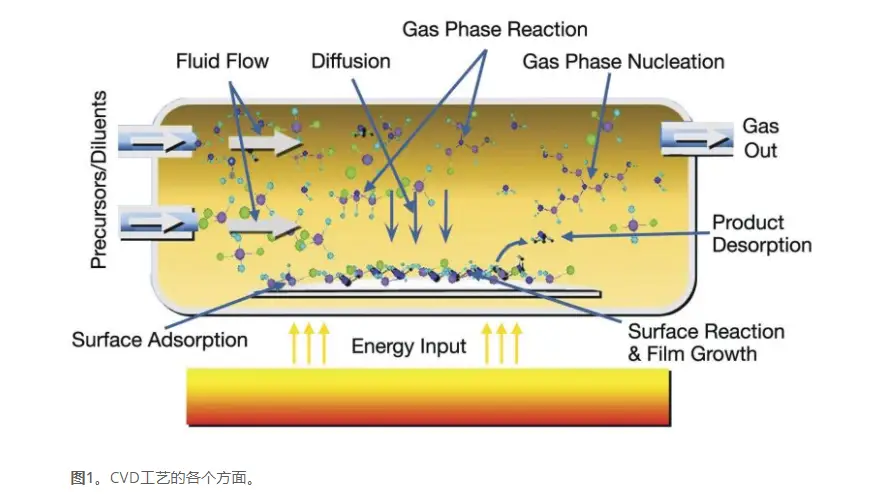 Gas Phase Reaction
Fluid Flow
Diffusion
Gas Phase Nucleation
Precursors/Diluents
Gas
Out
Product
Desorption
Surface Adsorption
Energy Input
Surface Reaction
& Film Growth
图1。CVD工艺的各个方面。